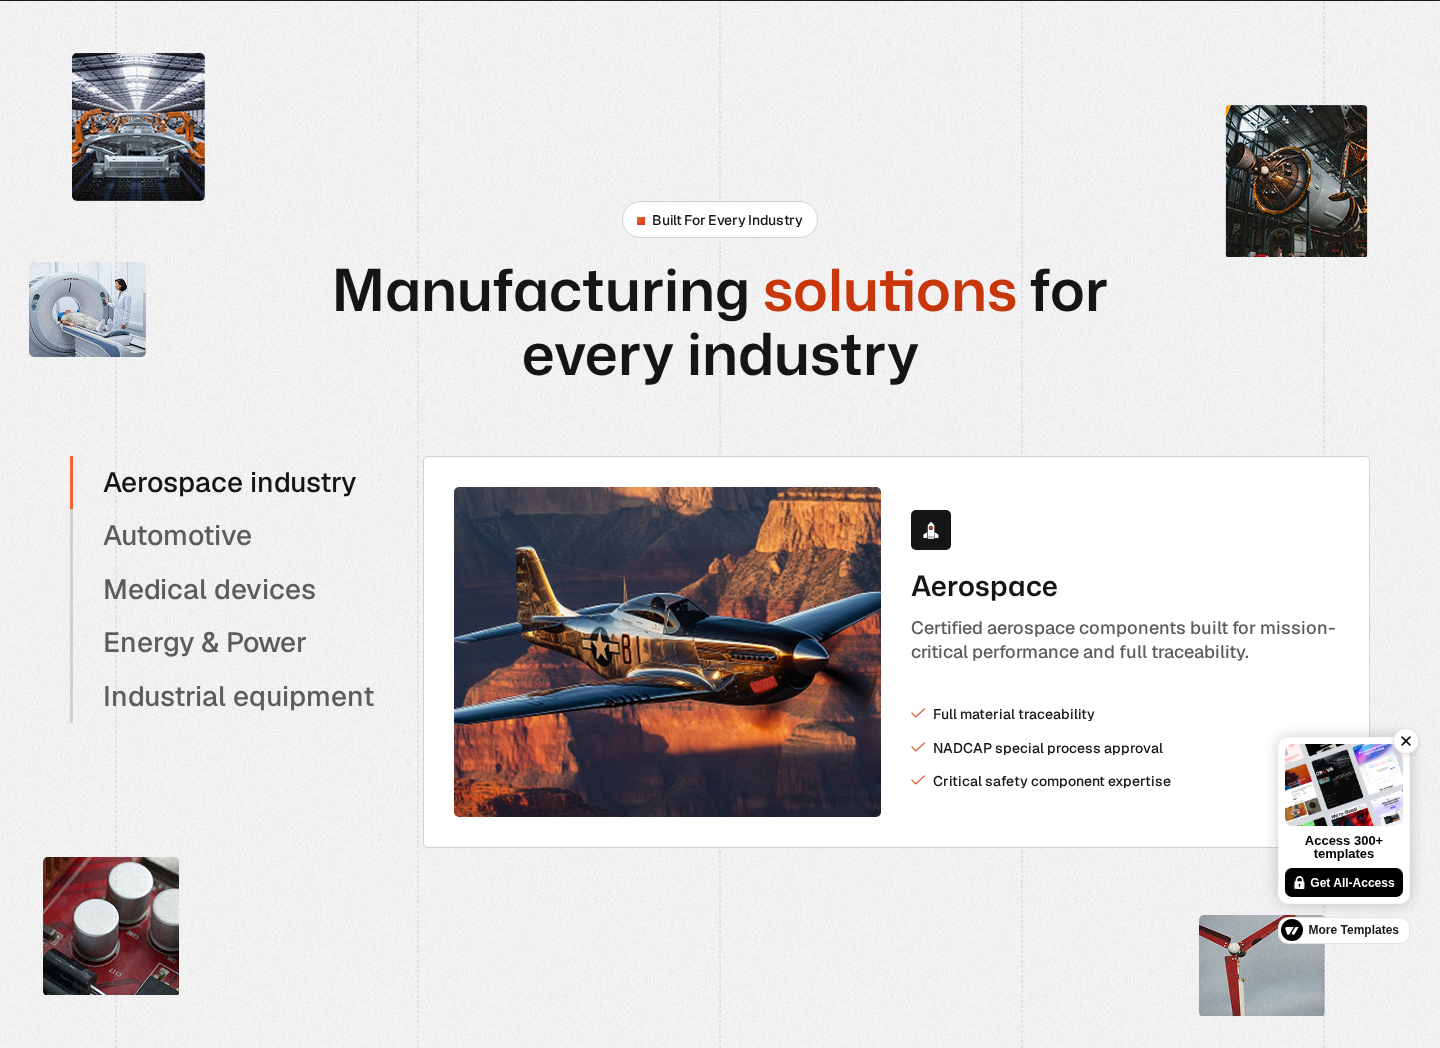 Built For Every Industry
Manufacturing solutions for
every industry
Aerospace industry
Automotive
Medical devices
Energy & Power
Industrial equipment
B
Aerospace
Certified aerospace components built for mission-
critical performance and full traceability.
Full material traceability
NADCAP special process approval
Critical safety component expertise
Access 300+
templates
Get All-Access
More Templates